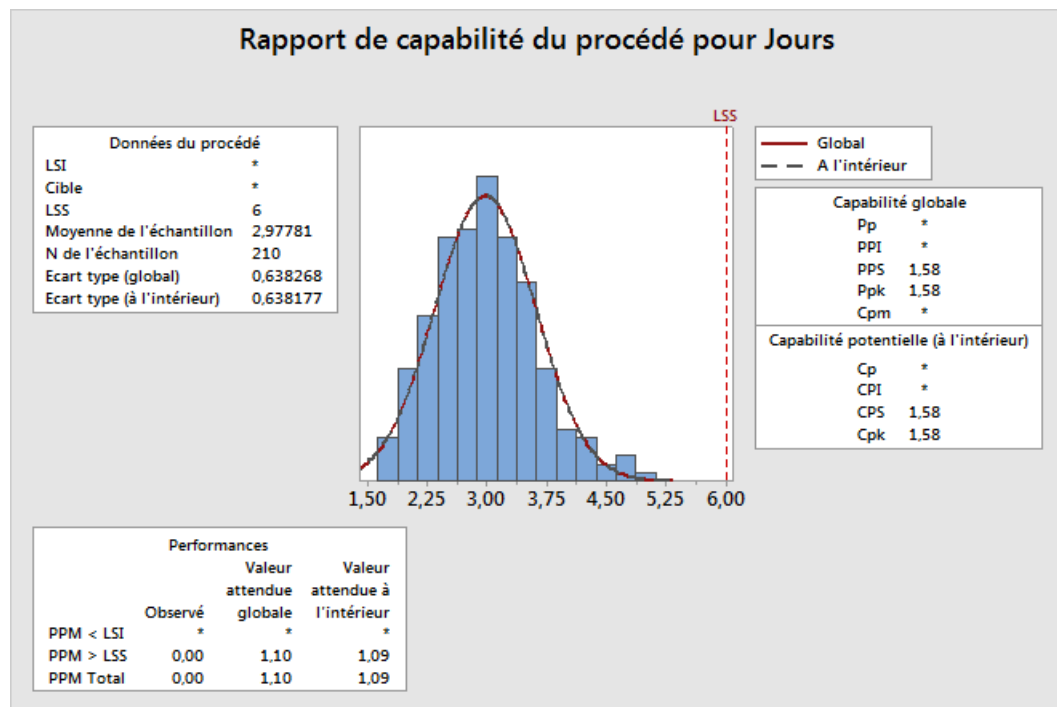 Rapport de capabilité du procédé pour Jours
LSS
Données du procédé
LSI *
Cible *
LSS 6
Moyenne de l'échantillon 2,97781
N de l'échantillon 210
Ecart type (global) 0,638268
Ecart type (à l'intérieur) 0,638177
Global
A l'intérieur
Capabilité globale
Pp *
PPI *
PPS 1,58
Ppk 1,58
Cpm *
Capabilité potentielle (à l'intérieur)
Cp *
CPI *
CPS 1,58
Cpk 1,58
1,50 2,25 3,00 3,75 4,50 5,25 6,00
Performances
Valeur Valeur
attendue attendue à
Observé globale l'intérieur
PPM < LSI * * *
PPM > LSS 0,00 1,10 1,09
PPM Total 0,00 1,10 1,09